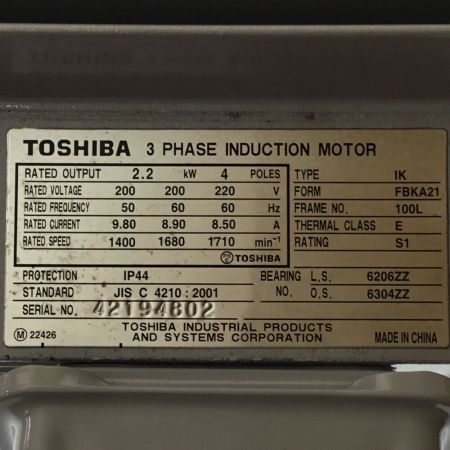 TOSHIBA 3 PHASE INDUCTION MOTOR
RATED OUTPUT 2.2 kW 4 POLES
RATED VOLTAGE 200 200 220 V
RATED FREQUENCY 50 60 60 Hz
RATED CURRENT 9.80 8.90 8.50 A
RATED SPEED 1400 1680 1710 min⁻¹
TOSHIBA
TYPE IK
FORM FBKA21
FRAME NO. 100L
THERMAL CLASS E
RATING S1
PROTECTION IP44
STANDARD JIS C 4210 : 2001
SERIAL NO. 42194802
BEARING L.S. 6206ZZ
NO. O.S. 6304ZZ
M 22426
TOSHIBA INDUSTRIAL PRODUCTS
AND SYSTEMS CORPORATION
MADE IN CHINA